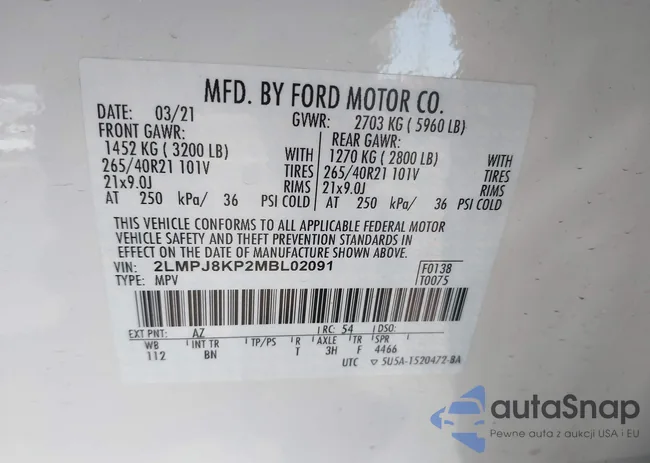 MFD. BY FORD MOTOR CO.
DATE: 03/21 GVWR: 2703 KG ( 5960 LB)
FRONT GAWR: REAR GAWR:
1452 KG ( 3200 LB) WITH 1270 KG ( 2800 LB) WITH
265/40R21 101V TIRES 265/40R21 101V TIRES
21x9.0J RIMS 21x9.0J RIMS
AT 250 kPa/ 36 PSI COLD AT 250 kPa/ 36 PSI COLD
THIS VEHICLE CONFORMS TO ALL APPLICABLE FEDERAL MOTOR
VEHICLE SAFETY AND THEFT PREVENTION STANDARDS IN
EFFECT ON THE DATE OF MANUFACTURE SHOWN ABOVE.
VIN: 2LMPJ8KP2MBL02091 F0138
TYPE: MPV T0075
EXT PNT: AZ RC: 54 DSO:
WB INT TR TP/PS R AXLE TR SPR
112 BN T 3H F 4466
UTC ▽ 5U5A-1520472-BA
autoSnap
Pewne auta z aukcji USA i EU